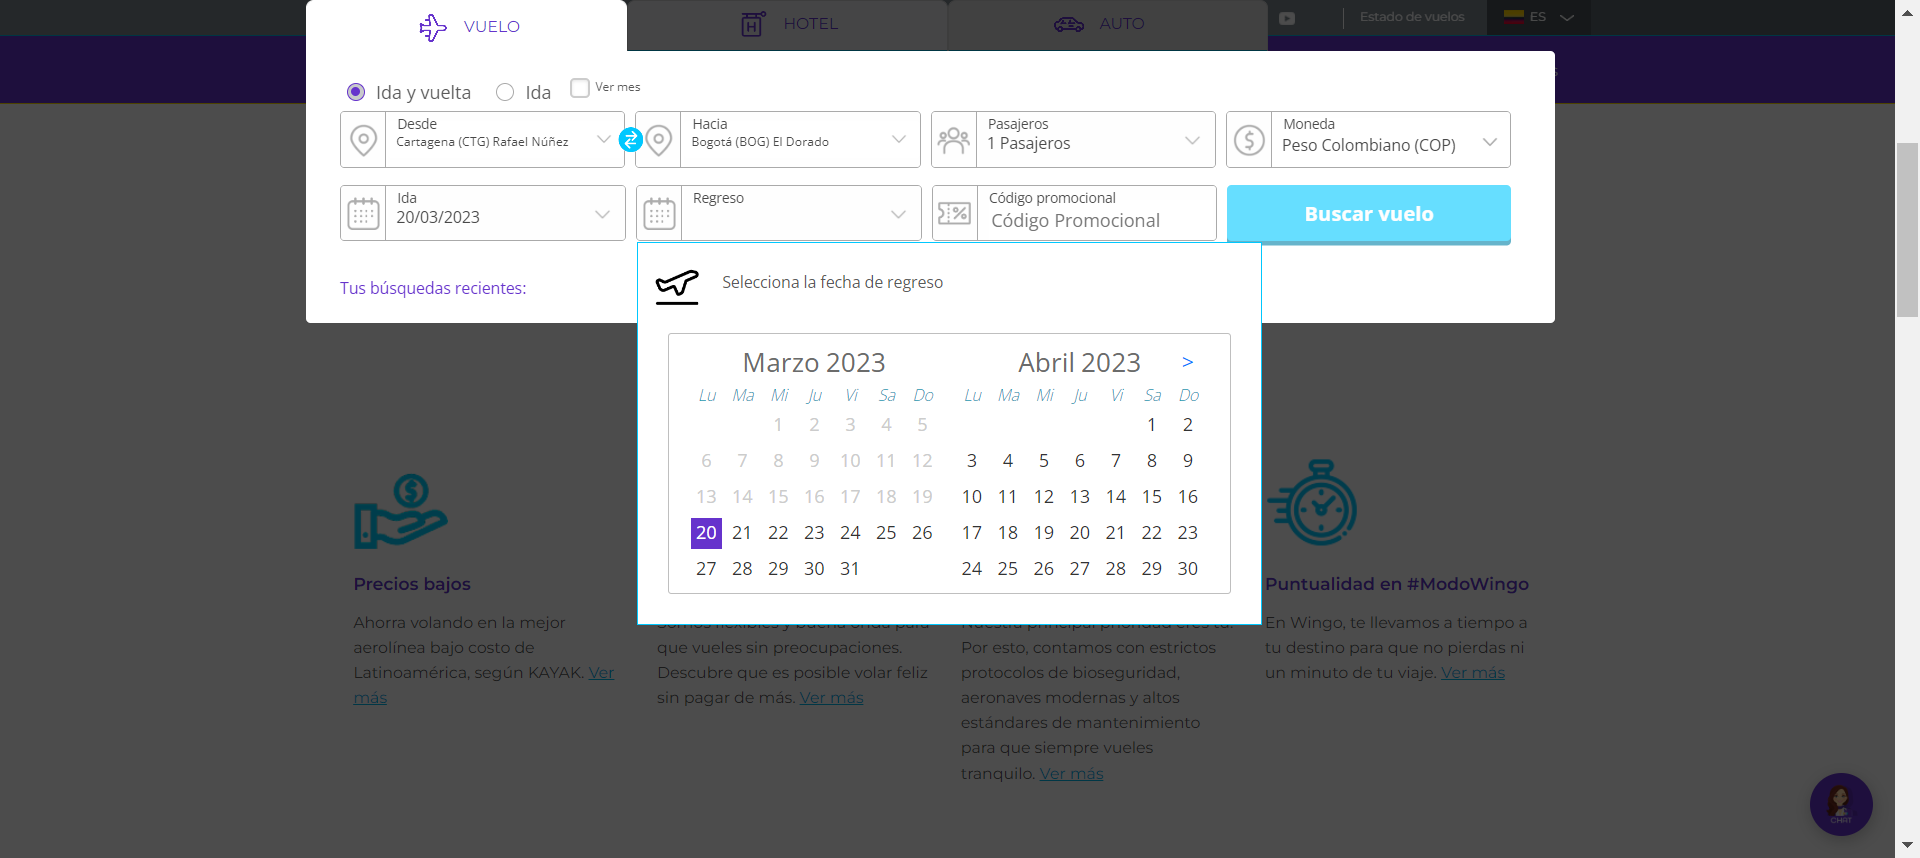 VUELO
HOTEL
AUTO
Estado de vuelos
ES
Ida y vuelta
Ida
Ver mes
Desde
Cartagena (CTG) Rafael Núñez
Hacia
Bogotá (BOG) El Dorado
Pasajeros
1 Pasajeros
Moneda
Peso Colombiano (COP)
Ida
20/03/2023
Regreso
Código promocional
Código Promocional
Buscar vuelo
Tus búsquedas recientes:
Selecciona la fecha de regreso
Marzo 2023
Lu Ma Mi Ju Vi Sa Do
1 2 3 4 5
6 7 8 9 10 11 12
13 14 15 16 17 18 19
20 21 22 23 24 25 26
27 28 29 30 31
Abril 2023 >
Lu Ma Mi Ju Vi Sa Do
1 2
3 4 5 6 7 8 9
10 11 12 13 14 15 16
17 18 19 20 21 22 23
24 25 26 27 28 29 30
Precios bajos
Ahorra volando en la mejor
aerolínea bajo costo de
Latinoamérica, según KAYAK. Ver
más
que vueles sin preocupaciones.
Descubre que es posible volar feliz
sin pagar de más. Ver más
Por esto, contamos con estrictos
protocolos de bioseguridad,
aeronaves modernas y altos
estándares de mantenimiento
para que siempre vueles
tranquilo. Ver más
Puntualidad en #ModoWingo
En Wingo, te llevamos a tiempo a
tu destino para que no pierdas ni
un minuto de tu viaje. Ver más
CHAT